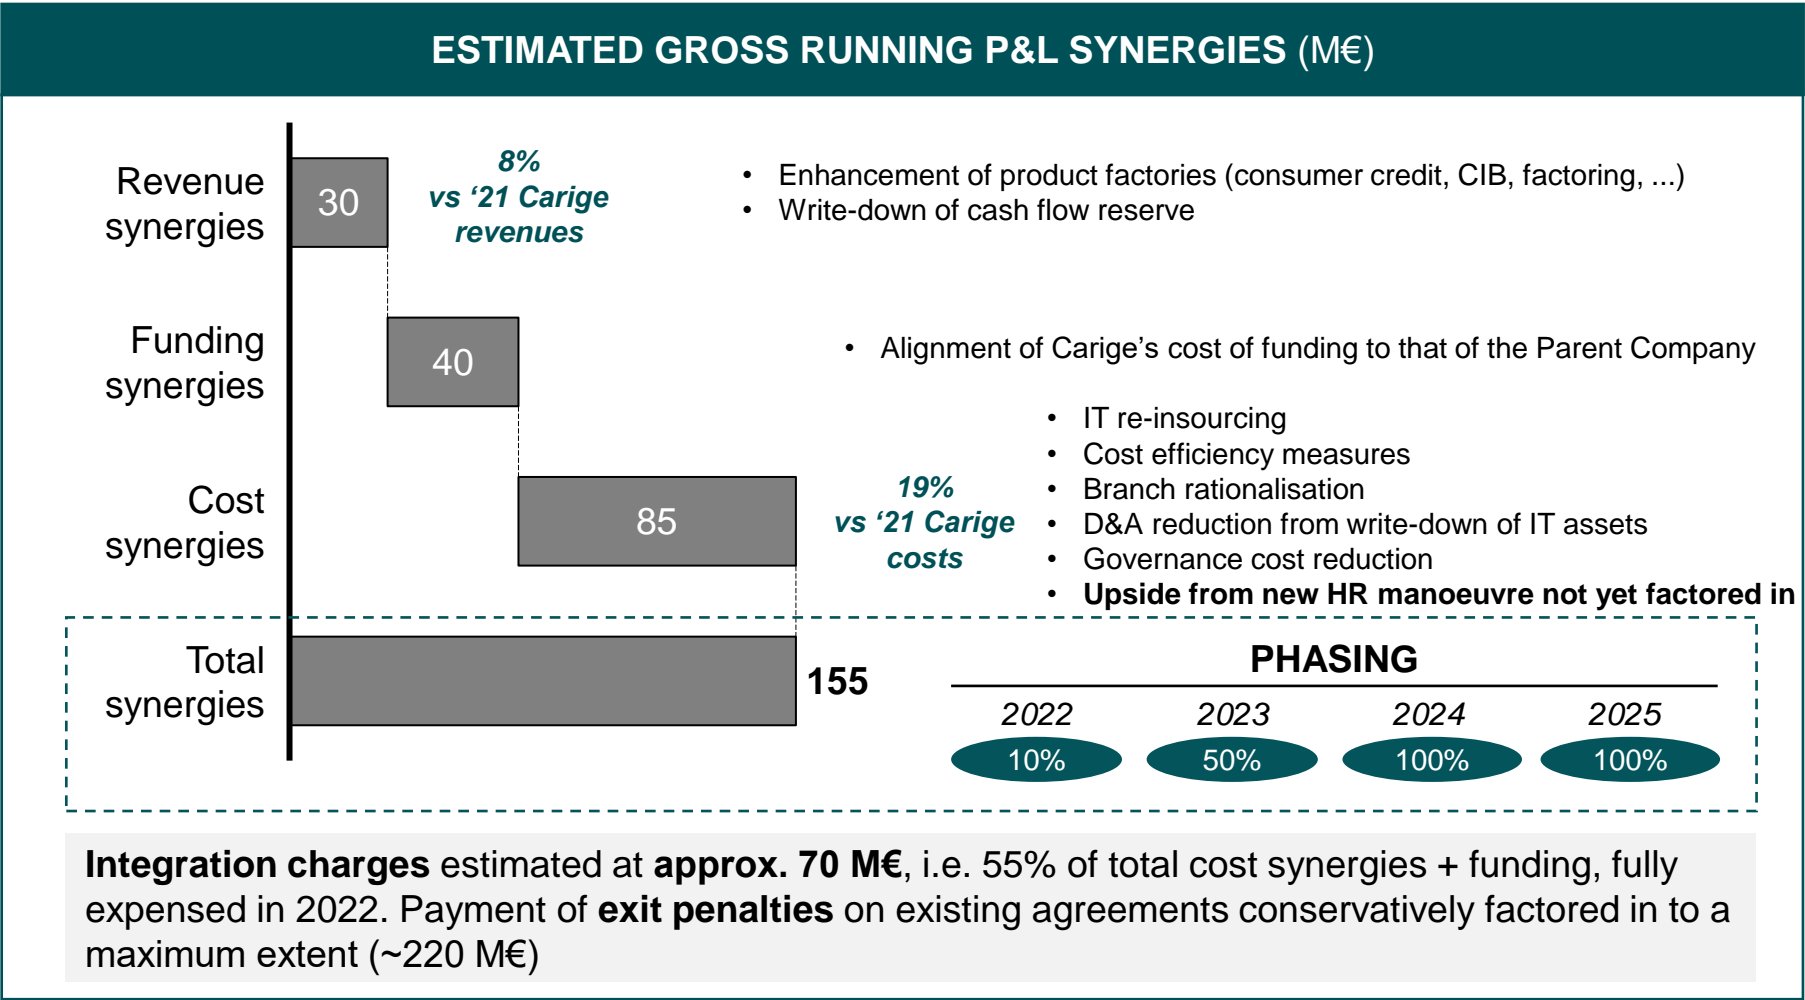 ESTIMATED GROSS RUNNING P&L SYNERGIES (M€)
Revenue
synergies
30
8%
vs ‘21 Carige
revenues
• Enhancement of product factories (consumer credit, CIB, factoring, ...)
• Write-down of cash flow reserve
Funding
synergies
40
• Alignment of Carige’s cost of funding to that of the Parent Company
Cost
synergies
85
19%
vs ‘21 Carige
costs
• IT re-insourcing
• Cost efficiency measures
• Branch rationalisation
• D&A reduction from write-down of IT assets
• Governance cost reduction
• Upside from new HR manoeuvre not yet factored in
Total
synergies
155
PHASING
2022 2023 2024 2025
10% 50% 100% 100%
Integration charges estimated at approx. 70 M€, i.e. 55% of total cost synergies + funding, fully
expensed in 2022. Payment of exit penalties on existing agreements conservatively factored in to a
maximum extent (~220 M€)